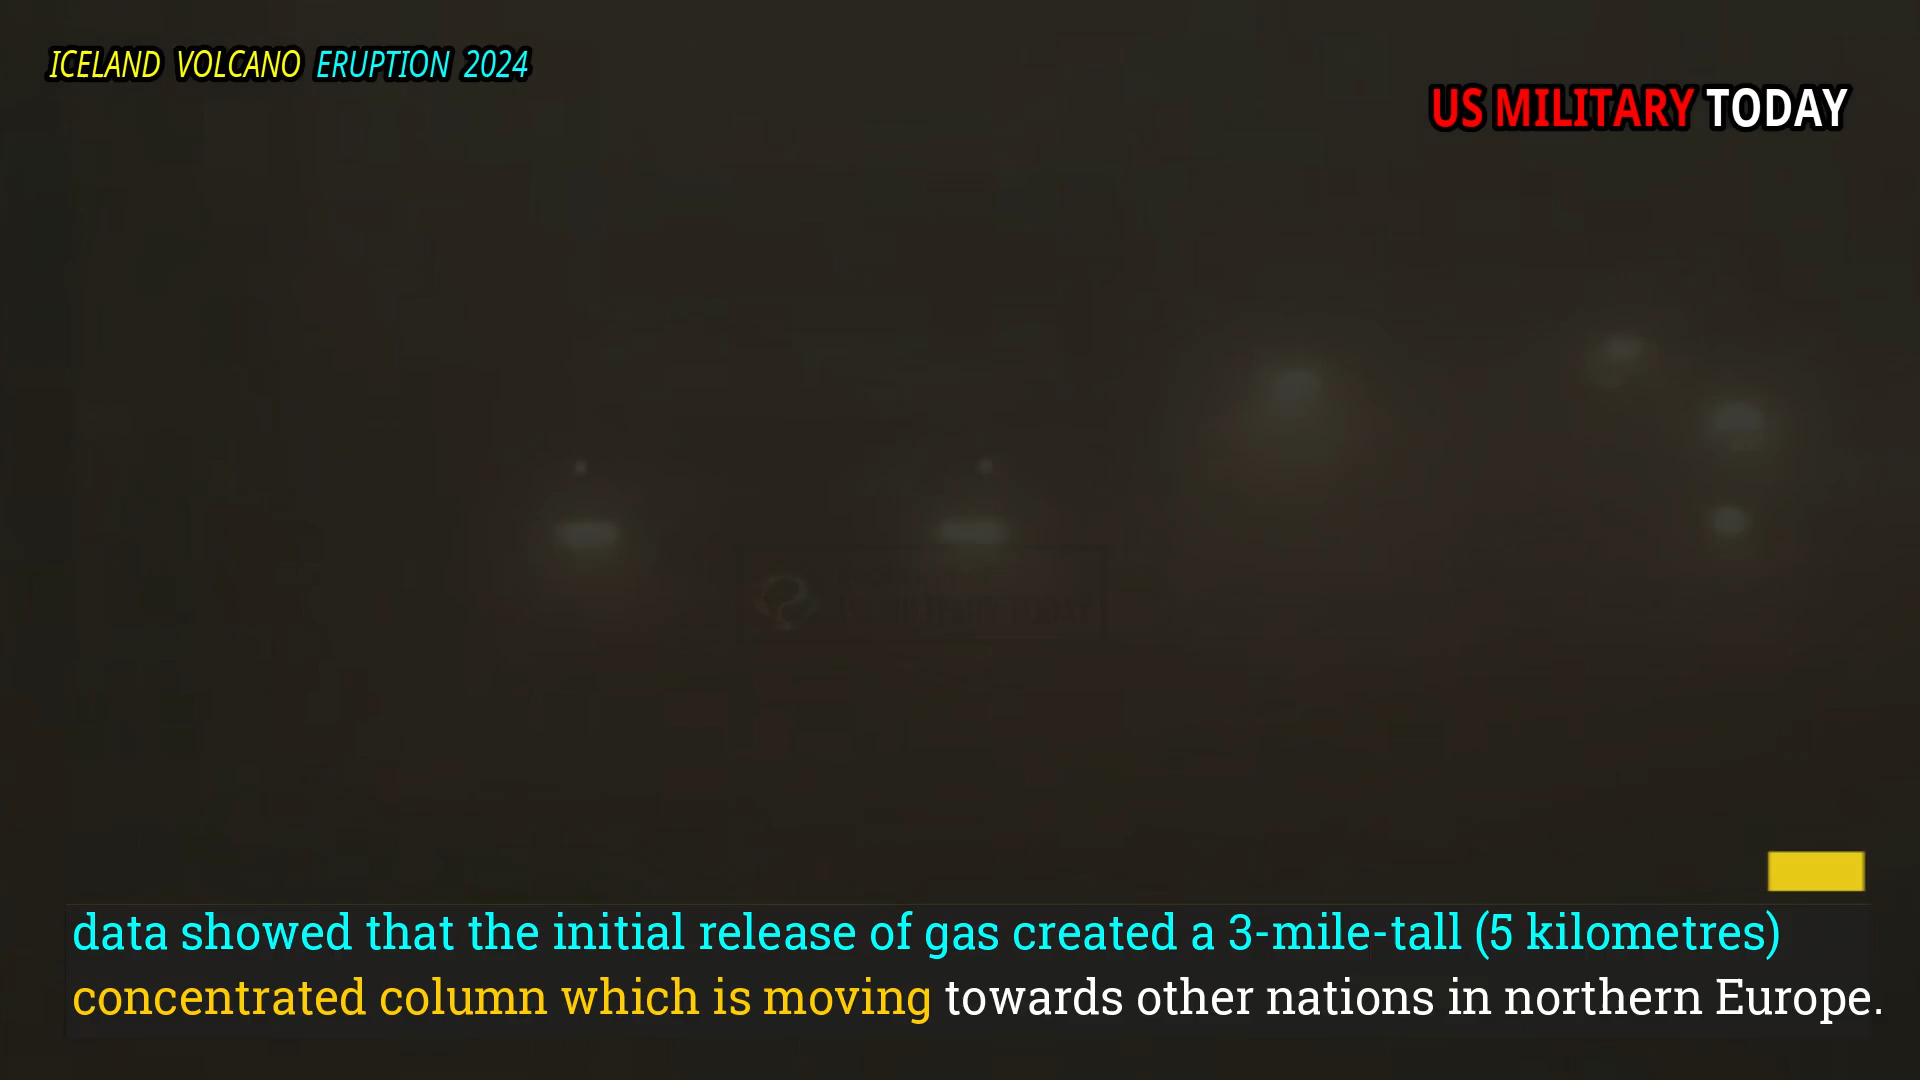 ICELAND VOLCANO ERUPTION 2024
US MILITARY TODAY
data showed that the initial release of gas created a 3-mile-tall (5 kilometres)
concentrated column which is moving towards other nations in northern Europe.